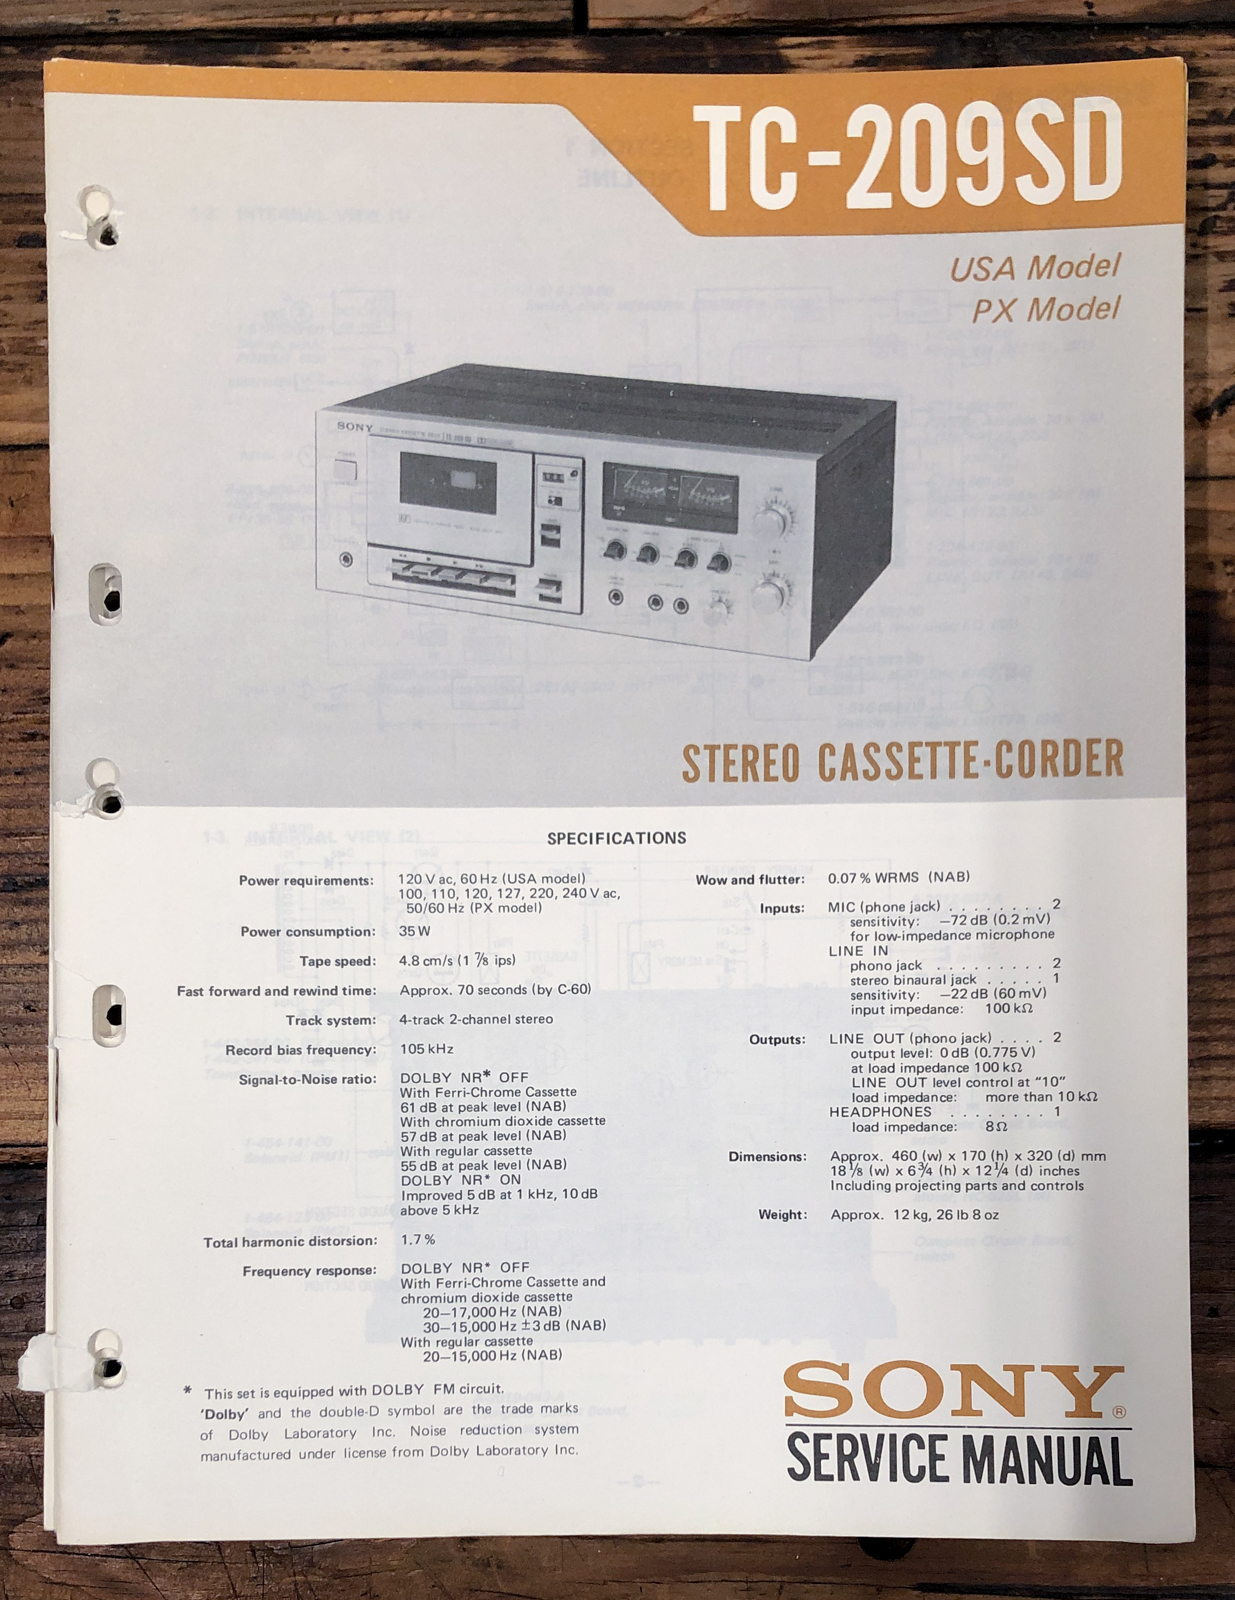 TC-209SD
USA Model
PX Model
SONY
STEREO CASSETTE-CORDER
SPECIFICATIONS
Power requirements: 120 V ac, 60 Hz (USA model)
100, 110, 120, 127, 220, 240 V ac,
50/60 Hz (PX model)
Power consumption: 35 W
Tape speed: 4.8 cm/s (1 7/8 ips)
Fast forward and rewind time: Approx. 70 seconds (by C-60)
Track system: 4-track 2-channel stereo
Record bias frequency: 105 kHz
Signal-to-Noise ratio: DOLBY NR* OFF
With Ferri-Chrome Cassette
61 dB at peak level (NAB)
With chromium dioxide cassette
57 dB at peak level (NAB)
With regular cassette
55 dB at peak level (NAB)
DOLBY NR* ON
Improved 5 dB at 1 kHz, 10 dB
above 5 kHz
Total harmonic distorsion: 1.7 %
Frequency response: DOLBY NR* OFF
With Ferri-Chrome Cassette and
chromium dioxide cassette
20–17,000 Hz (NAB)
30–15,000 Hz ±3 dB (NAB)
With regular cassette
20–15,000 Hz (NAB)
* This set is equipped with DOLBY FM circuit.
'Dolby' and the double-D symbol are the trade marks
of Dolby Laboratory Inc. Noise reduction system
manufactured under license from Dolby Laboratory Inc.
Wow and flutter: 0.07 % WRMS (NAB)
Inputs: MIC (phone jack) . . . . . . . . 2
sensitivity: –72 dB (0.2 mV)
for low-impedance microphone
LINE IN
phono jack . . . . . . . . . 2
stereo binaural jack . . . . . 1
sensitivity: –22 dB (60 mV)
input impedance: 100 kΩ
Outputs: LINE OUT (phono jack) . . . . 2
output level: 0 dB (0.775 V)
at load impedance 100 kΩ
LINE OUT level control at "10"
load impedance: more than 10 kΩ
HEADPHONES . . . . . . . . 1
load impedance: 8 Ω
Dimensions: Approx. 460 (w) x 170 (h) x 320 (d) mm
18 1/8 (w) x 6 3/4 (h) x 12 1/4 (d) inches
Including projecting parts and controls
Weight: Approx. 12 kg, 26 lb 8 oz
SONY®
SERVICE MANUAL